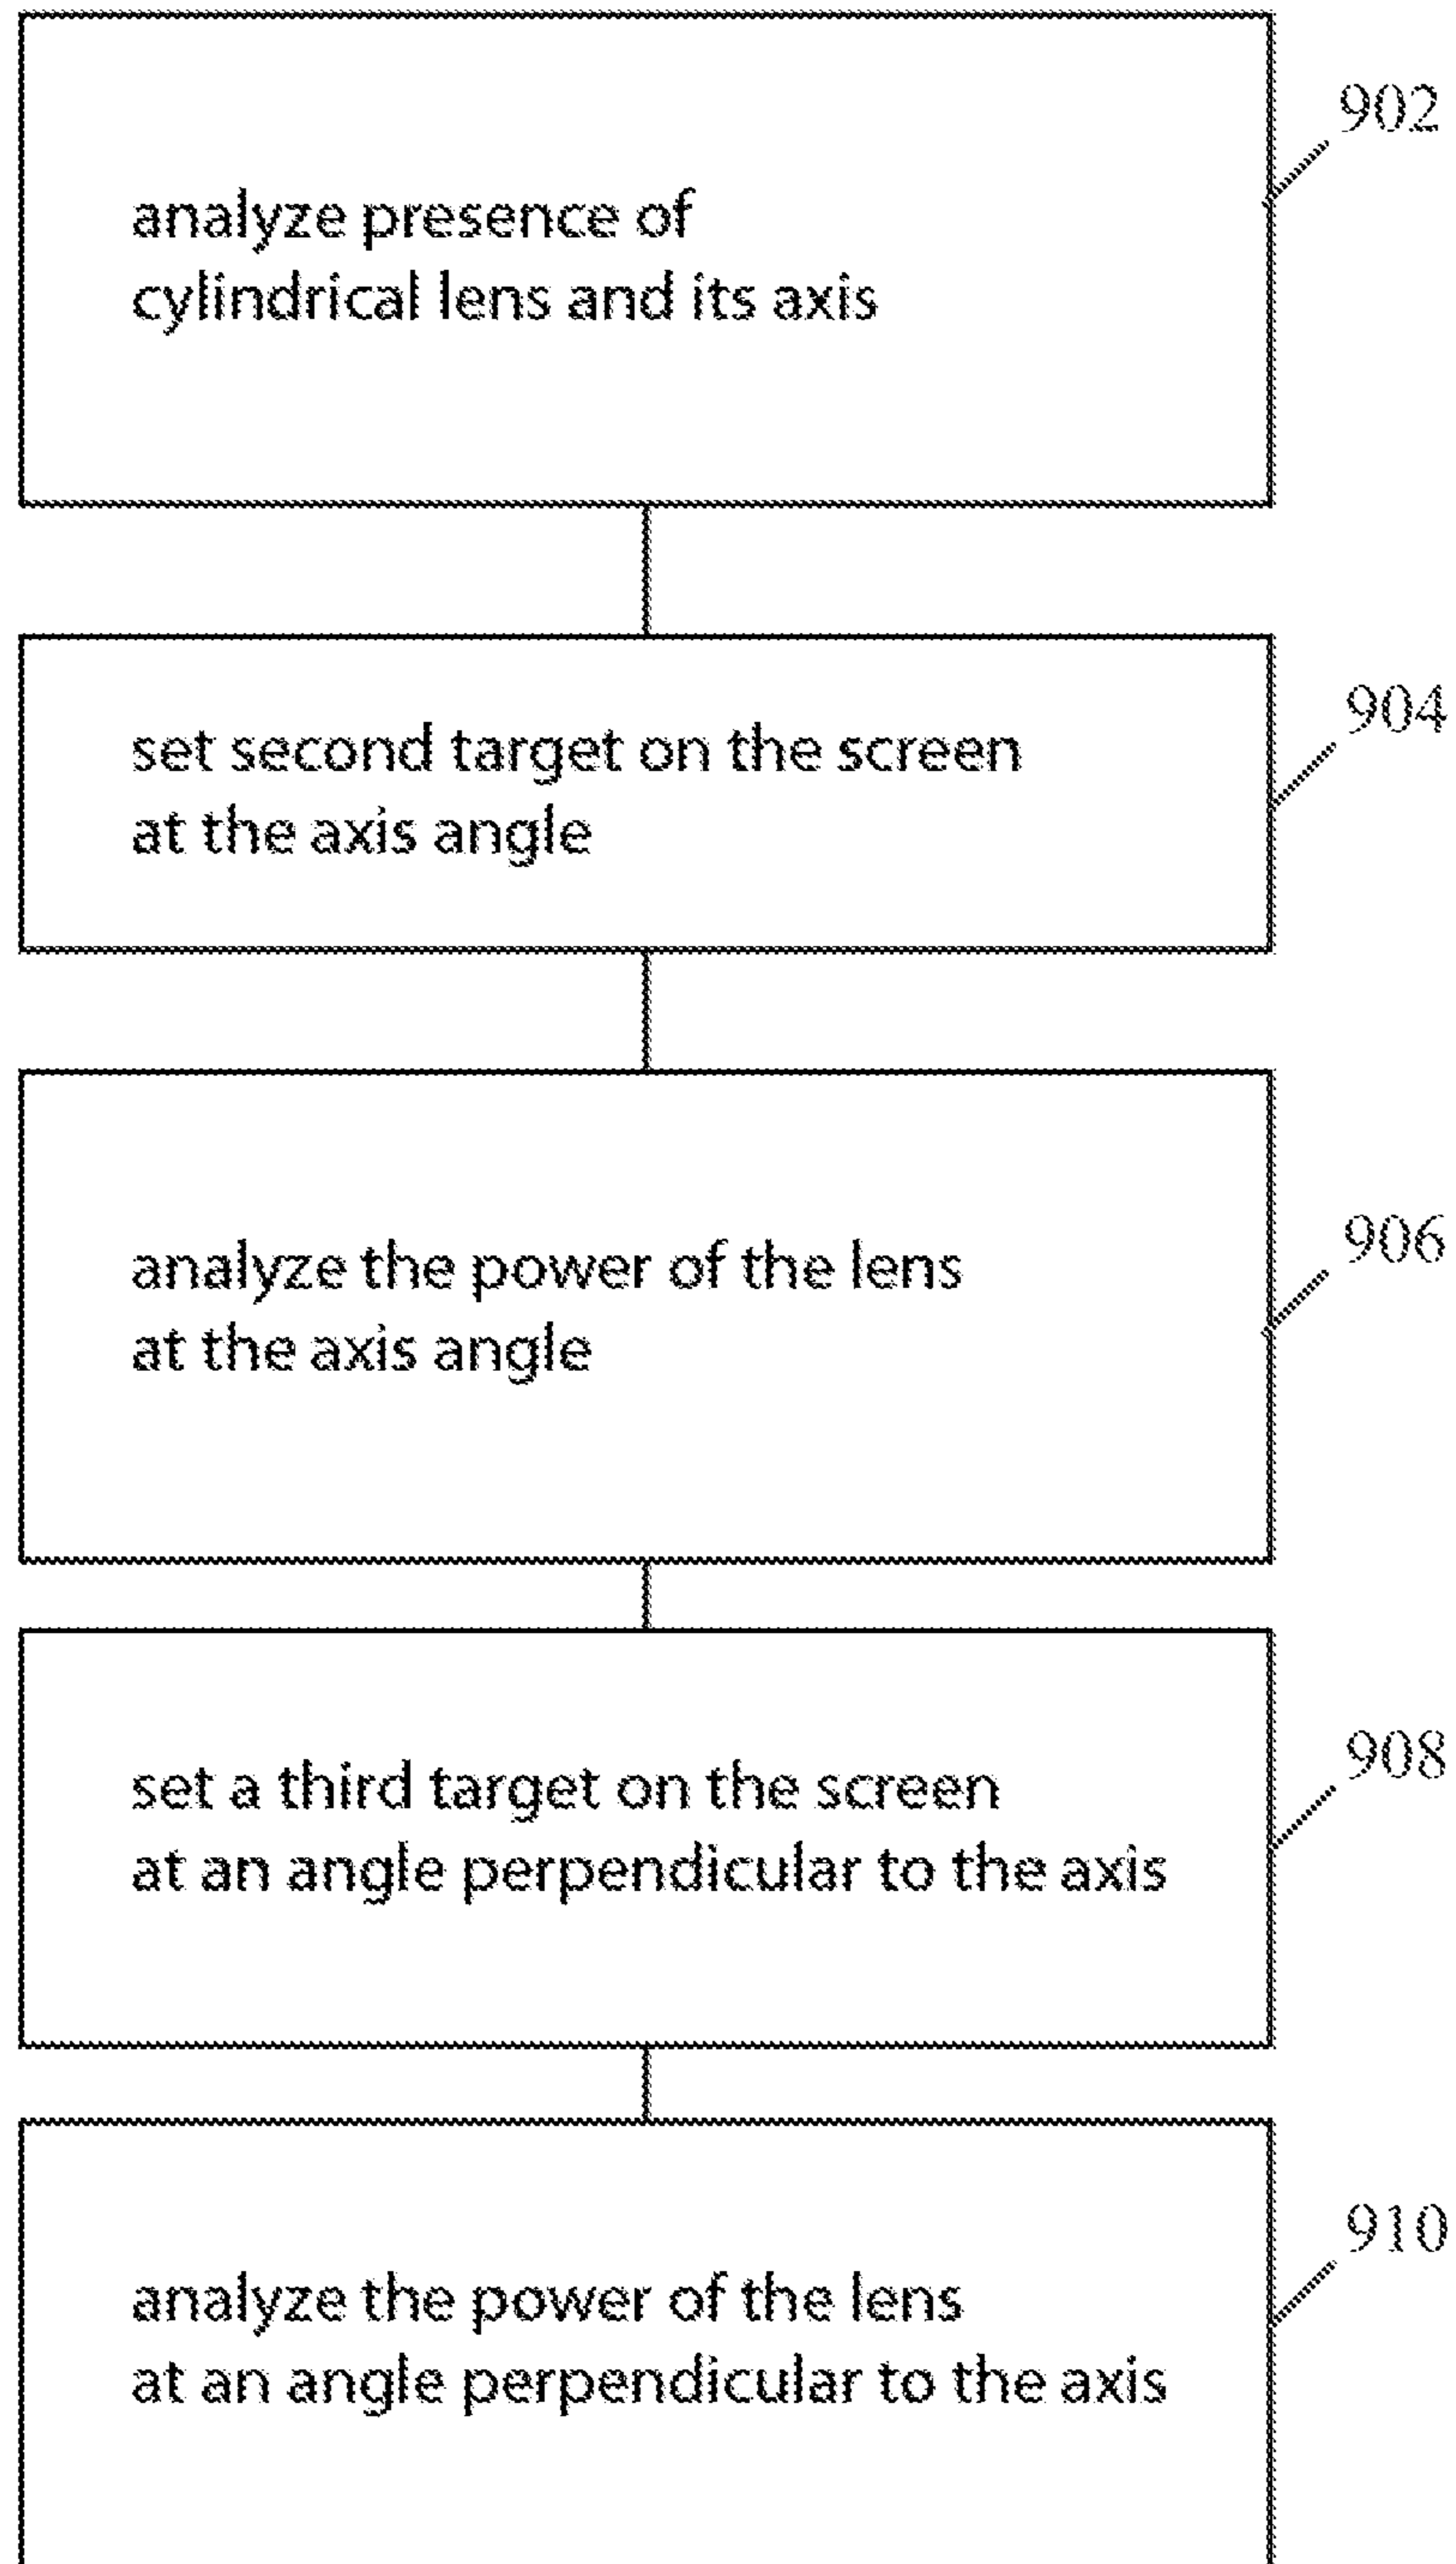 902
analyze presence of
cylindrical lens and its axis
904
set second target on the screen
at the axis angle
906
analyze the power of the lens
at the axis angle
908
set a third target on the screen
at an angle perpendicular to the axis
910
analyze the power of the lens
at an angle perpendicular to the axis